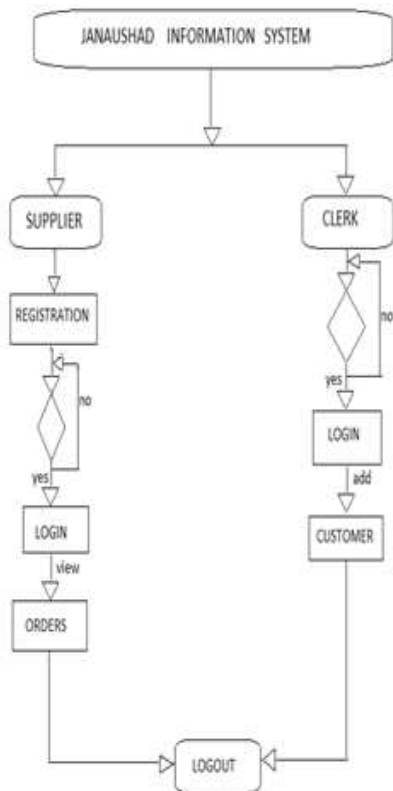 JANAUSHAD INFORMATION SYSTEM
SUPPLIER
CLERK
REGISTRATION
no
no
yes
LOGIN
add
yes
LOGIN
CUSTOMER
view
ORDERS
LOGOUT